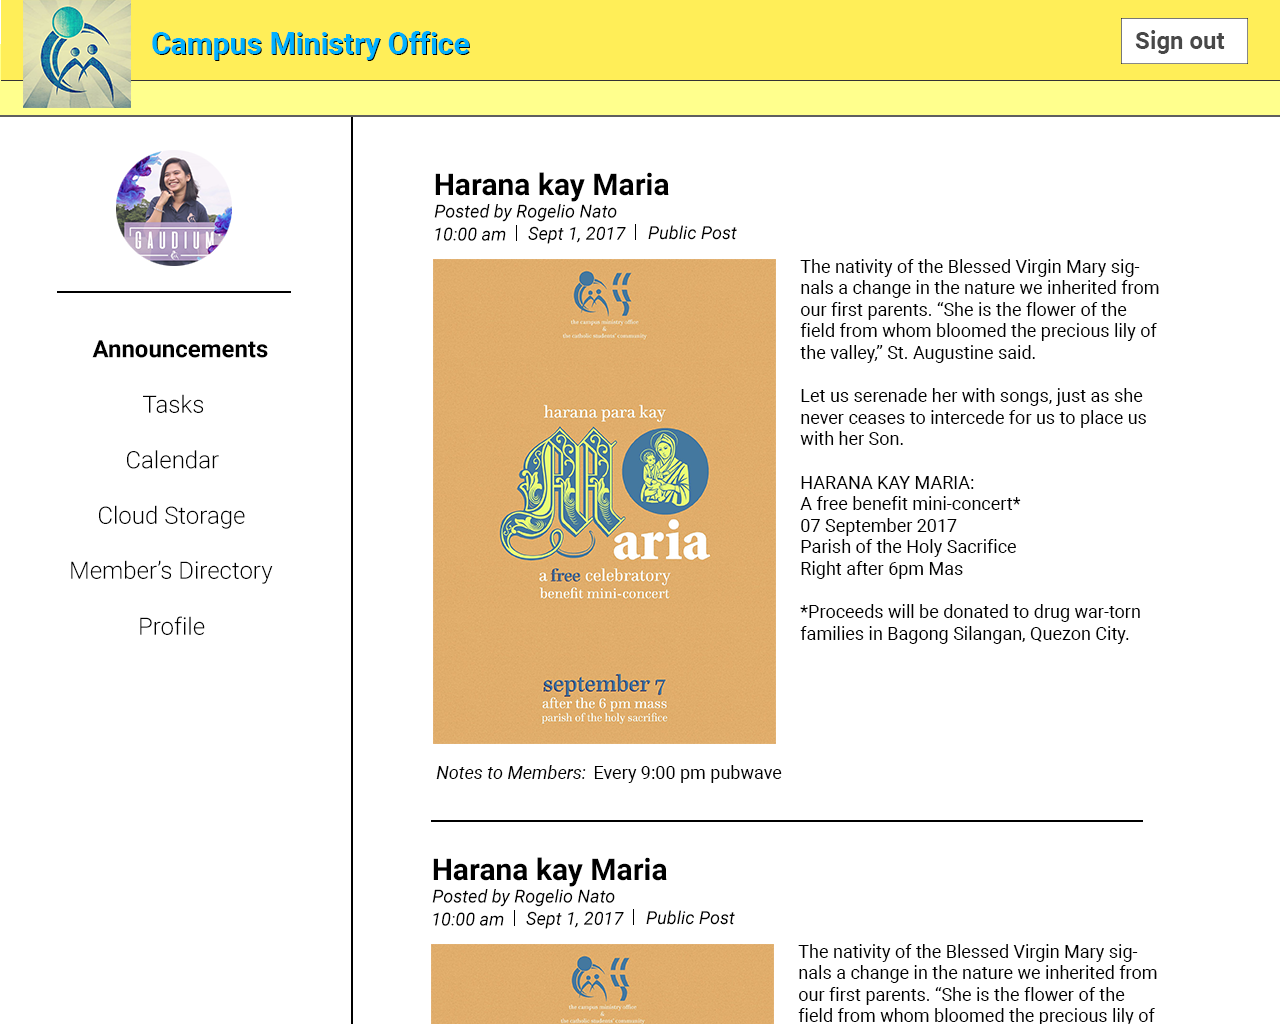 Campus Ministry Office
Sign out
GAUDIUM
Announcements
Tasks
Calendar
Cloud Storage
Member’s Directory
Profile
Harana kay Maria
Posted by Rogelio Nato
10:00 am | Sept 1, 2017 | Public Post
the campus ministry office
&
the catholic students' community
harana para kay
Maria
a free celebratory
benefit mini-concert
september 7
after the 6 pm mass
parish of the holy sacrifice
The nativity of the Blessed Virgin Mary sig-
nals a change in the nature we inherited from
our first parents. “She is the flower of the
field from whom bloomed the precious lily of
the valley,” St. Augustine said.
Let us serenade her with songs, just as she
never ceases to intercede for us to place us
with her Son.
HARANA KAY MARIA:
A free benefit mini-concert*
07 September 2017
Parish of the Holy Sacrifice
Right after 6pm Mas
*Proceeds will be donated to drug war-torn
families in Bagong Silangan, Quezon City.
Notes to Members: Every 9:00 pm pubwave
Harana kay Maria
Posted by Rogelio Nato
10:00 am | Sept 1, 2017 | Public Post
the campus ministry office
&
the catholic students' community
The nativity of the Blessed Virgin Mary sig-
nals a change in the nature we inherited from
our first parents. “She is the flower of the
field from whom bloomed the precious lily of